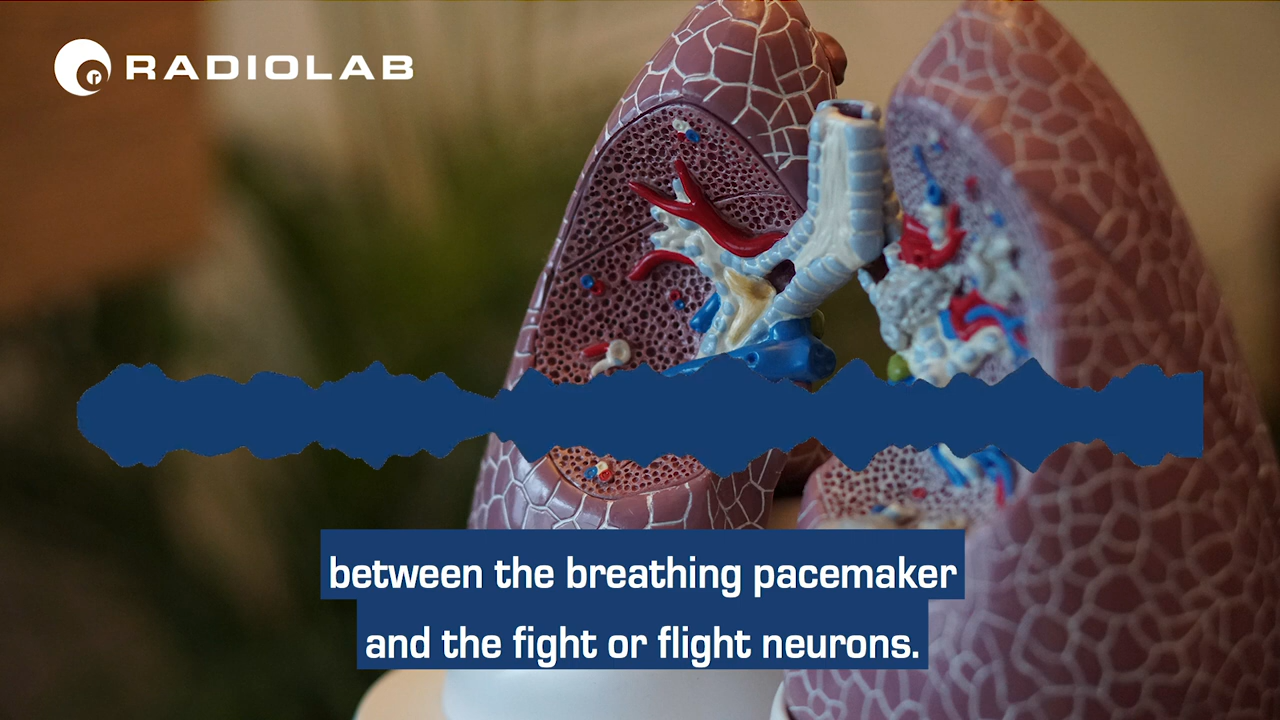 RADIOLAB
between the breathing pacemaker
and the fight or flight neurons.